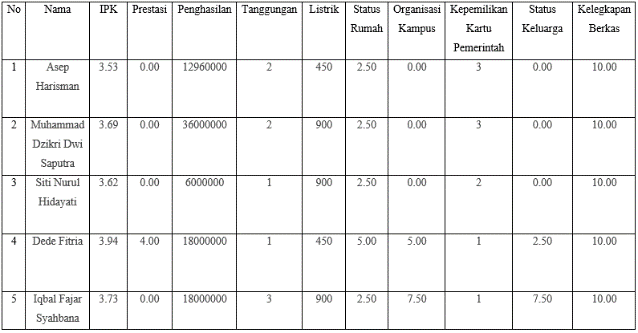 No Nama IPK Prestasi Penghasilan Tanggungan Listrik Status Organisasi Kepemilikan Status Kelegkapan
Rumah Kampus Kartu Keluarga Berkas
Pemerintah
1 Asep 3.53 0.00 12960000 2 450 2.50 0.00 3 0.00 10.00
Harisman
2 Muhammad 3.69 0.00 36000000 2 900 2.50 0.00 3 0.00 10.00
Dzikri Dwi
Saputra
3 Siti Nurul 3.62 0.00 6000000 1 900 2.50 0.00 2 0.00 10.00
Hidayati
4 Dede Fitria 3.94 4.00 18000000 1 450 5.00 5.00 1 2.50 10.00
5 Iqbal Fajar 3.73 0.00 18000000 3 900 2.50 7.50 1 7.50 10.00
Syahbana